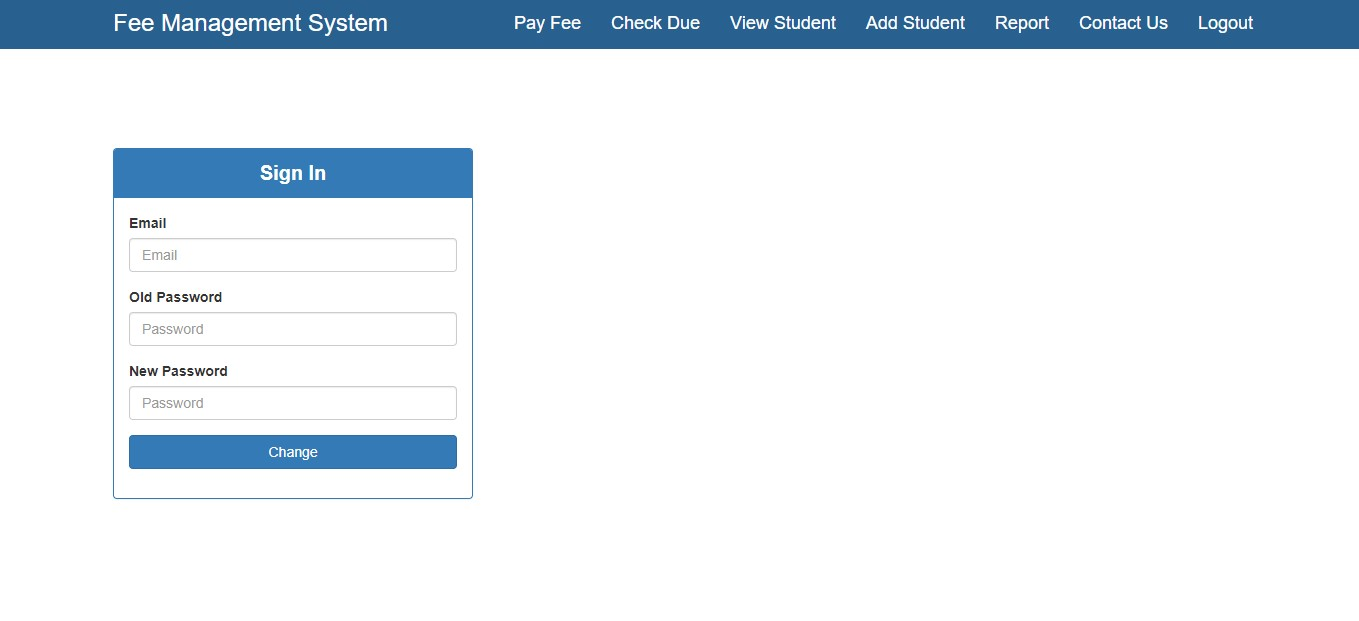 Fee Management System Pay Fee Check Due View Student Add Student Report Contact Us Logout
Sign In
Email
Email
Old Password
Password
New Password
Password
Change